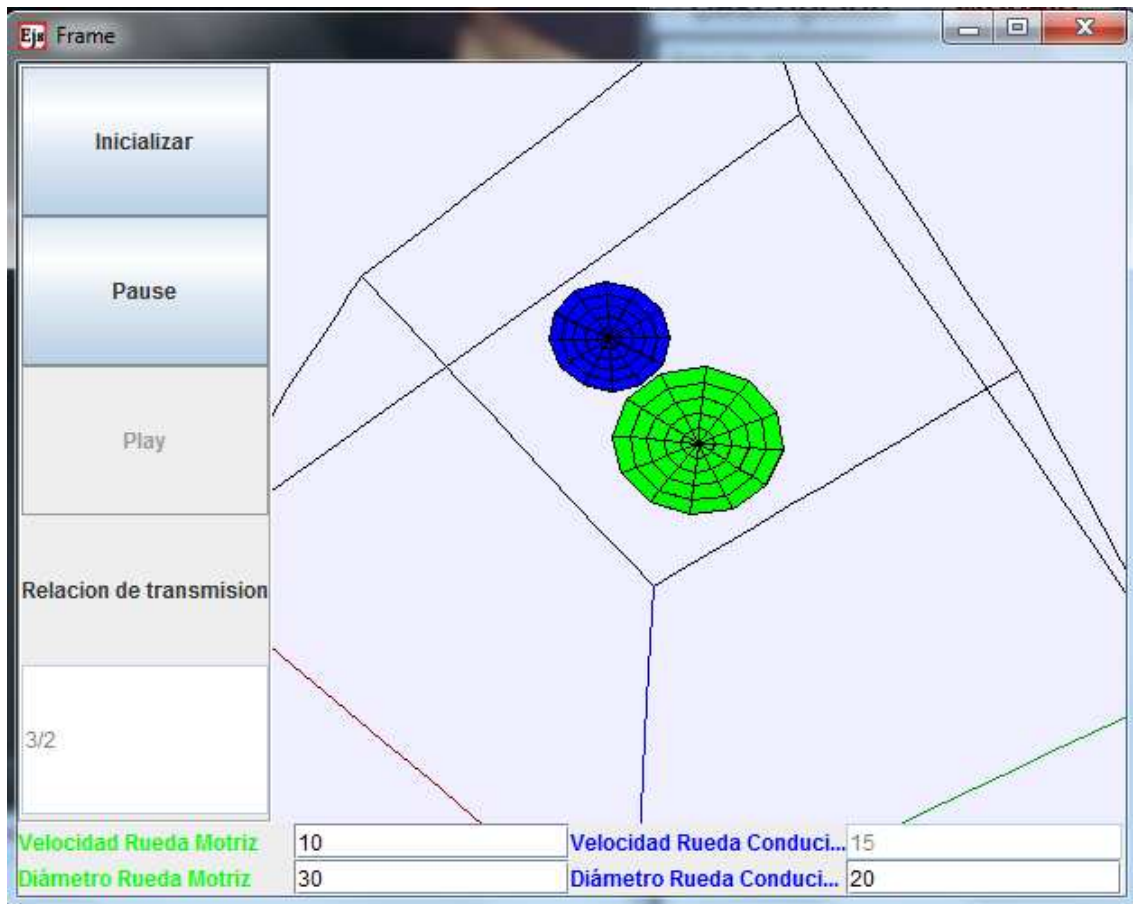 Ejs Frame
Inicializar
Pause
Play
Relacion de transmision
3/2
Velocidad Rueda Motriz 10 Velocidad Rueda Conduci... 15
Diámetro Rueda Motriz 30 Diámetro Rueda Conduci... 20